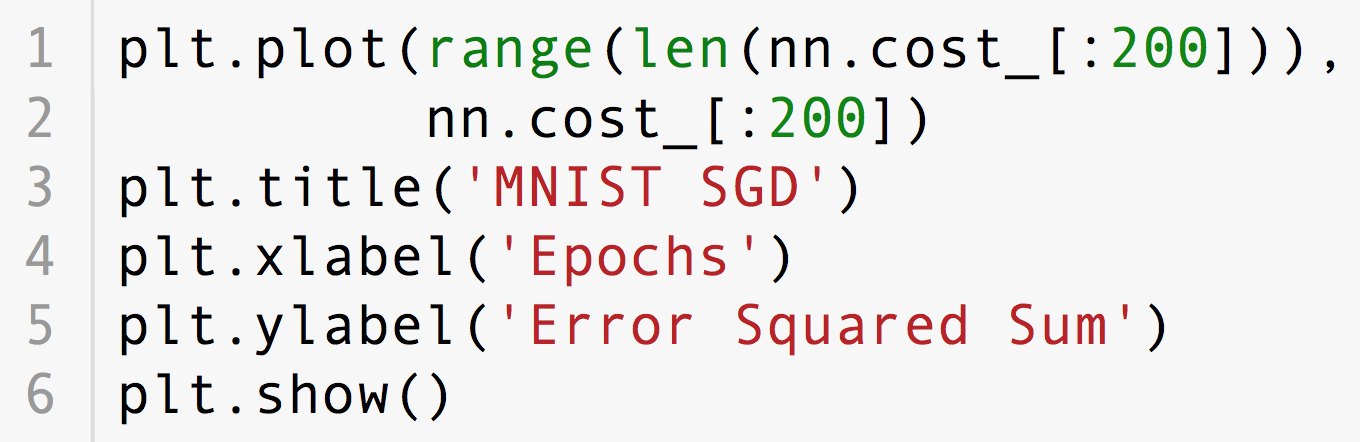 1 plt.plot(range(len(nn.cost_[:200])),
2          nn.cost_[:200])
3 plt.title('MNIST SGD')
4 plt.xlabel('Epochs')
5 plt.ylabel('Error Squared Sum')
6 plt.show()